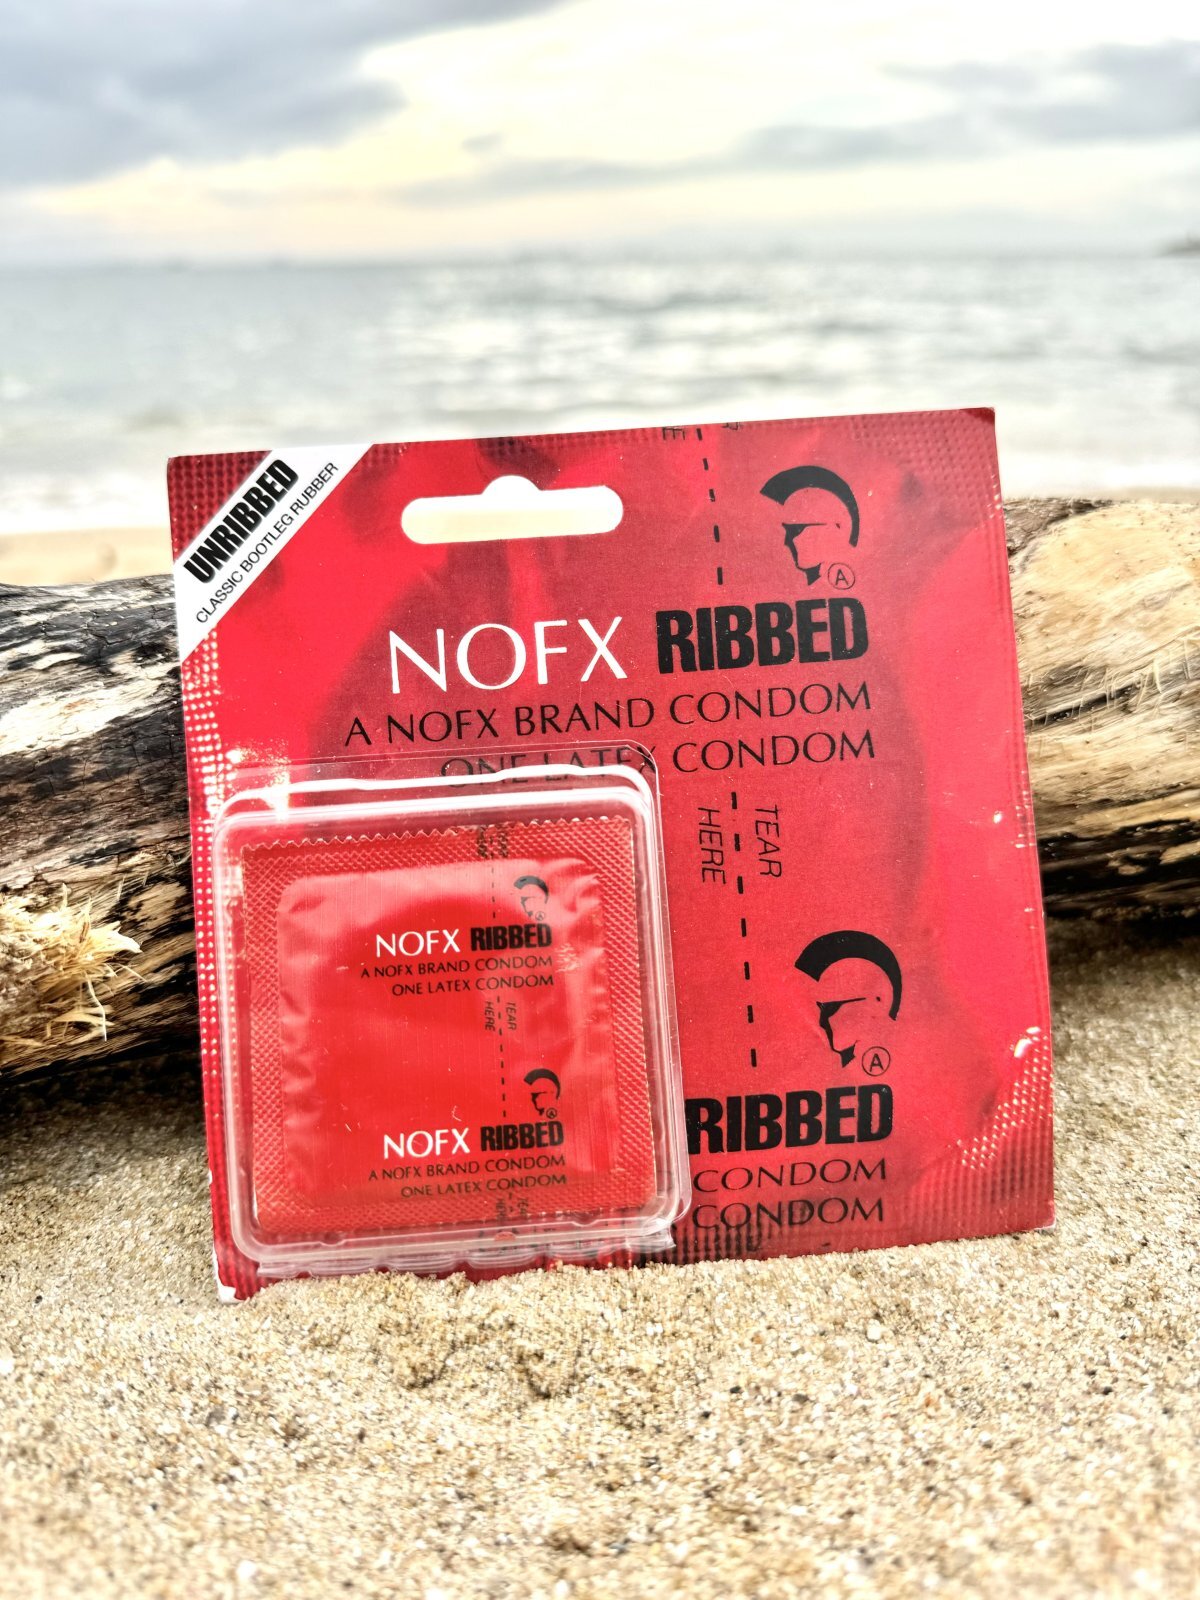 UNRIBBED
CLASSIC BOOTLEG RUBBER
A
NOFX RIBBED
A NOFX BRAND CONDOM
ONE LATEX CONDOM
TEAR
HERE
A
RIBBED
CONDOM
CONDOM
NOFX RIBBED
A NOFX BRAND CONDOM
ONE LATEX CONDOM
TEAR
HERE
NOFX RIBBED
A NOFX BRAND CONDOM
ONE LATEX CONDOM